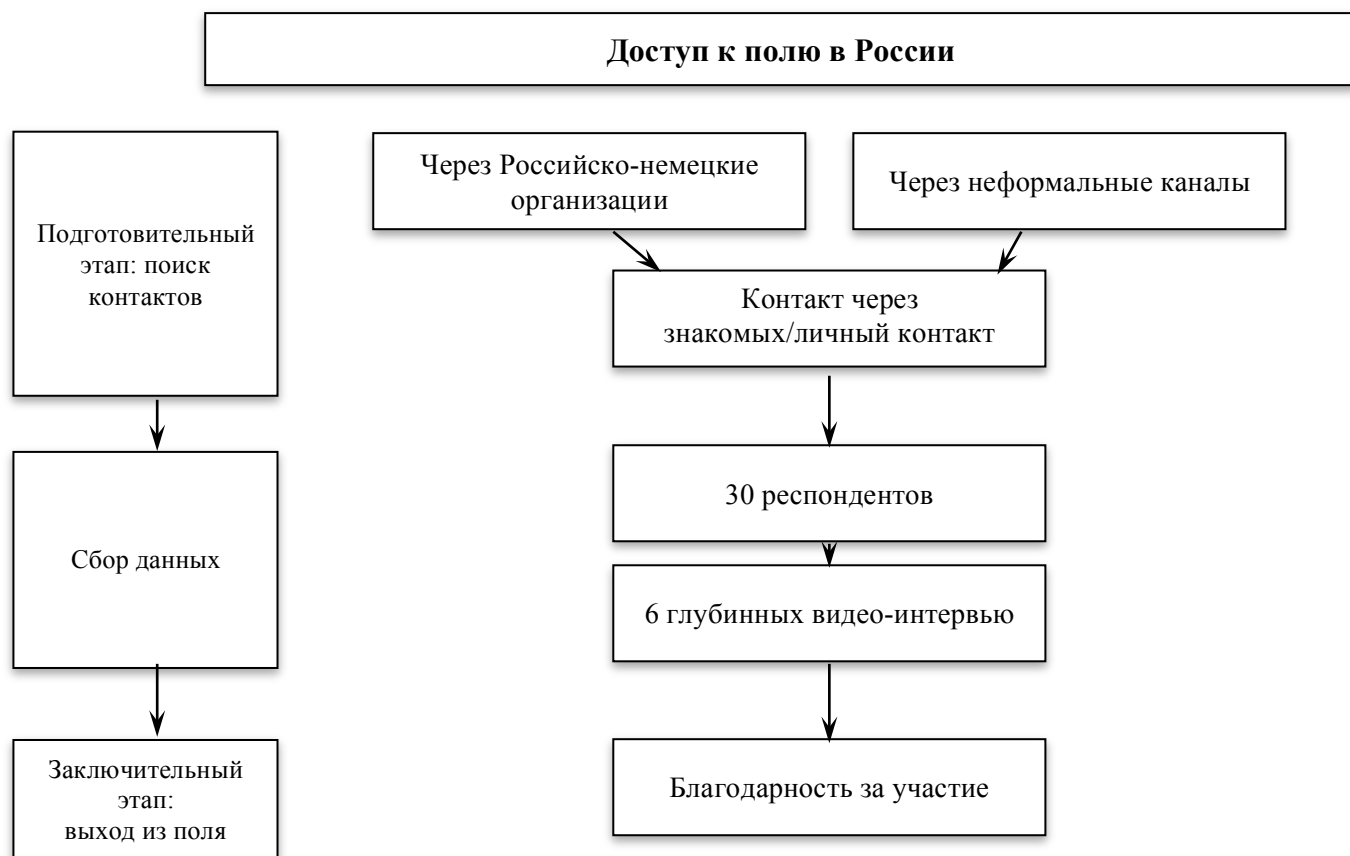 Доступ к полю в России
Подготовительный
этап: поиск
контактов
Через Российско-немецкие
организации
Через неформальные каналы
Контакт через
знакомых/личный контакт
Сбор данных
30 респондентов
6 глубинных видео-интервью
Заключительный
этап:
выход из поля
Благодарность за участие